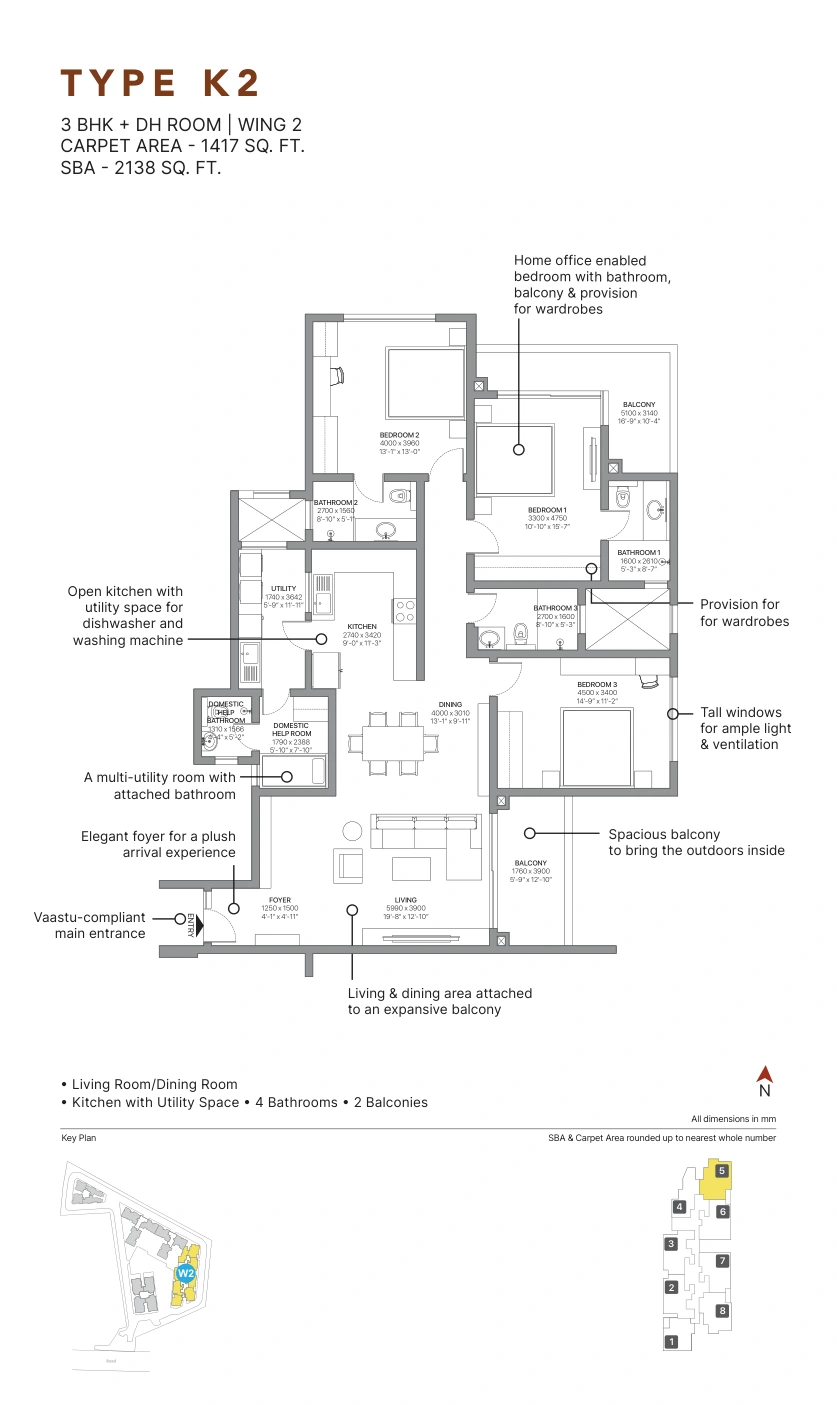 TYPE K2
3 BHK + DH ROOM | WING 2
CARPET AREA - 1417 SQ. FT.
SBA - 2138 SQ. FT.
Home office enabled
bedroom with bathroom,
balcony & provision
for wardrobes
BALCONY
5100 x 3140
16'-9" x 10'-4"
BEDROOM 2
4000 x 3960
13'-1" x 13'-0"
BATHROOM 2
2700 x 1560
8'-10" x 5'-1"
BEDROOM 1
3300 x 4750
10'-10" x 15'-7"
BATHROOM 1
1600 x 2610
5'-3" x 8'-7"
Open kitchen with
utility space for
dishwasher and
washing machine
UTILITY
1740 x 3642
5'-9" x 11'-11"
KITCHEN
2740 x 3420
9'-0" x 11'-3"
BATHROOM 3
2700 x 1600
8'-10" x 5'-3"
Provision for
for wardrobes
BEDROOM 3
4500 x 3400
14'-9" x 11'-2"
DOMESTIC
HELP
BATHROOM
1310 x 1566
5'-2"
DOMESTIC
HELP ROOM
1790 x 2388
5'-10" x 7'-10"
DINING
4000 x 3010
13'-1" x 9'-11"
Tall windows
for ample light
& ventilation
A multi-utility room with
attached bathroom
Elegant foyer for a plush
arrival experience
Spacious balcony
to bring the outdoors inside
BALCONY
1760 x 3900
5'-9" x 12'-10"
Vaastu-compliant
main entrance
ENTRY
FOYER
1250 x 1500
4'-1" x 4'-11"
LIVING
5990 x 3900
19'-8" x 12'-10"
Living & dining area attached
to an expansive balcony
• Living Room/Dining Room
• Kitchen with Utility Space • 4 Bathrooms • 2 Balconies
N
All dimensions in mm
Key Plan
SBA & Carpet Area rounded up to nearest whole number
W2
Road
5
4
6
3
7
2
8
1